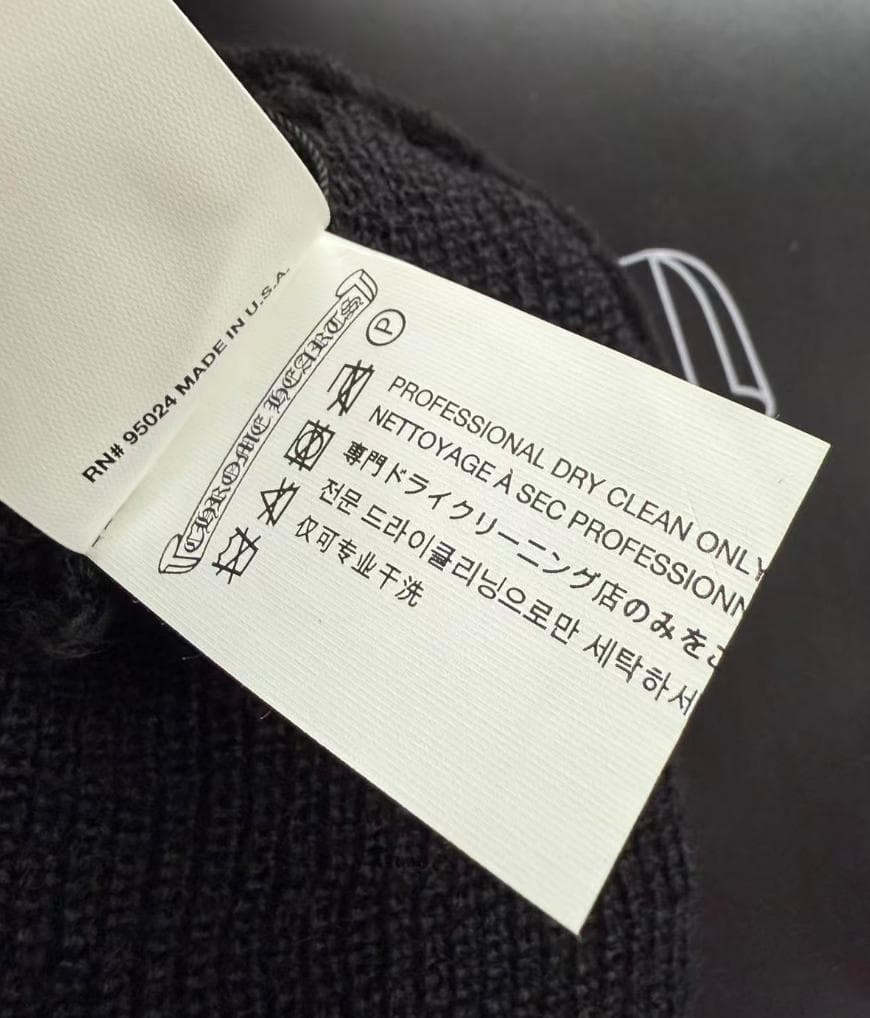 RN# 95024 MADE IN U.S.A.
CHROME HEARTS
P
PROFESSIONAL DRY CLEAN ONLY
NETTOYAGE À SEC PROFESSIONN
専門ドライクリーニング店のみをご
전문 드라이클리닝으로만 세탁하서
仅可专业干洗